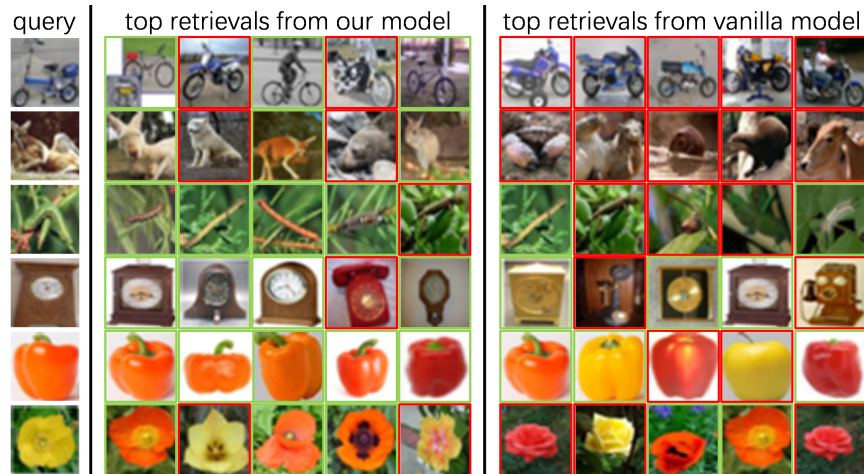 query
top retrievals from our model
top retrievals from vanilla model